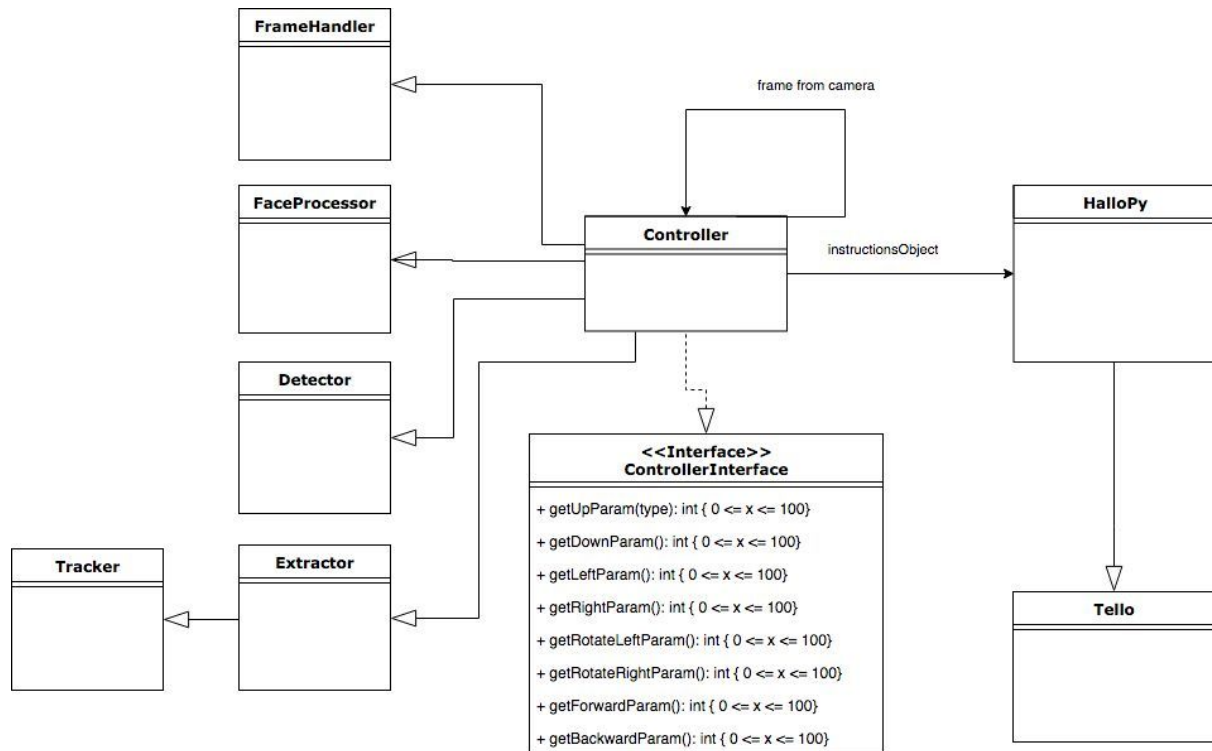 FrameHandler
frame from camera
FaceProcessor
HalloPy
Controller
instructionsObject
Detector
<<Interface>>
ControllerInterface
+ getUpParam(type): int { 0 <= x <= 100}
+ getDownParam(): int { 0 <= x <= 100}
+ getLeftParam(): int { 0 <= x <= 100}
+ getRightParam(): int { 0 <= x <= 100}
+ getRotateLeftParam(): int { 0 <= x <= 100}
+ getRotateRightParam(): int { 0 <= x <= 100}
+ getForwardParam(): int { 0 <= x <= 100}
+ getBackwardParam(): int { 0 <= x <= 100}
Tracker
Extractor
Tello